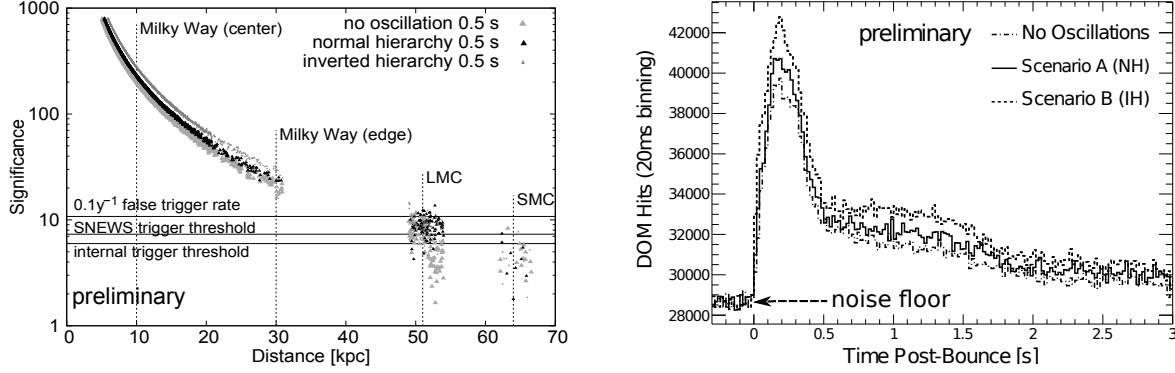 1000
100
10
1
Significance
Milky Way (center)
no oscillation 0.5 s
normal hierarchy 0.5 s
inverted hierarchy 0.5 s
Milky Way (edge)
LMC
SMC
0.1y⁻¹ false trigger rate
SNEWS trigger threshold
internal trigger threshold
preliminary
0 10 20 30 40 50 60 70
Distance [kpc]
42000
40000
38000
36000
34000
32000
30000
28000
DOM Hits (20ms binning)
preliminary
No Oscillations
Scenario A (NH)
Scenario B (IH)
noise floor
0 0.5 1 1.5 2 2.5 3
Time Post-Bounce [s]